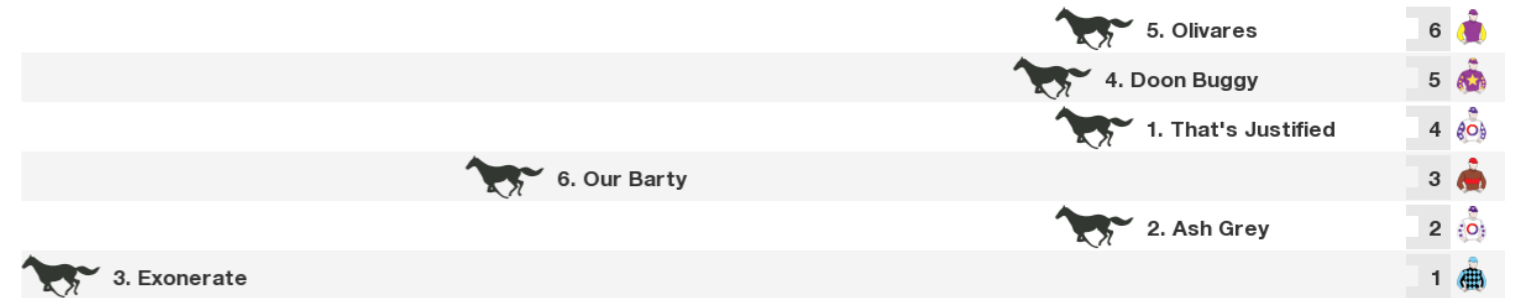 5. Olivares 6
4. Doon Buggy 5
1. That's Justified 4
6. Our Barty 3
2. Ash Grey 2
3. Exonerate 1